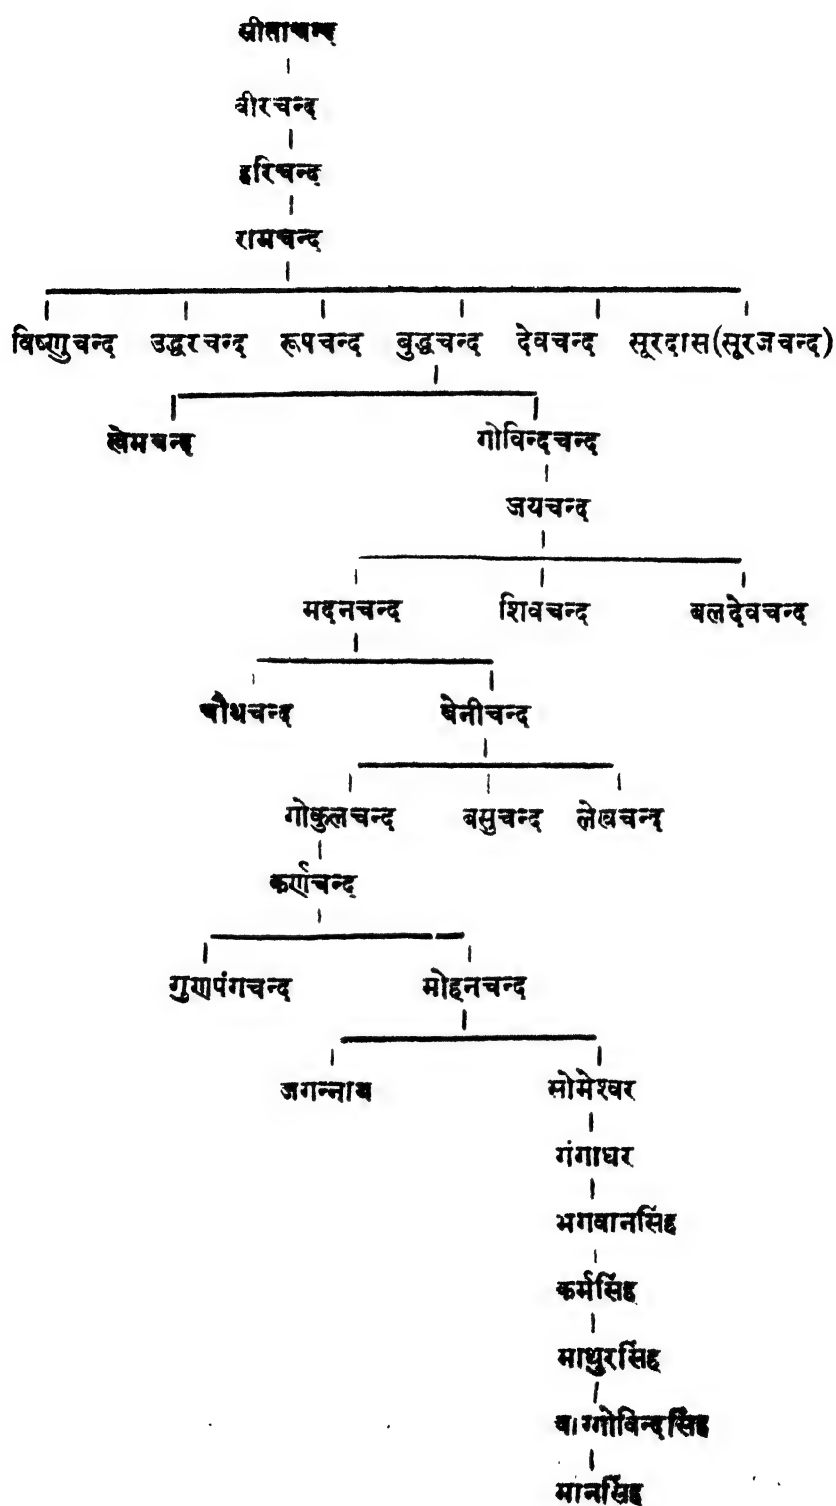 सीताचन्द
वीरचन्द
हरिचन्द
रामचन्द
विष्णुचन्द उद्धरचन्द रूपचन्द बुद्धचन्द देवचन्द सूरदास(सूरजचन्द)
खेमचन्द गोविन्दचन्द
जयचन्द
मदनचन्द शिवचन्द बलदेवचन्द
चौथचन्द बेनीचन्द
गोकुलचन्द बसुचन्द लेखचन्द
कर्णचन्द
गुणपंगचन्द मोहनचन्द
जगन्नाथ सोमेश्वर
गंगाधर
भगवानसिंह
कर्मसिंह
माथुरसिंह
मानसिंह